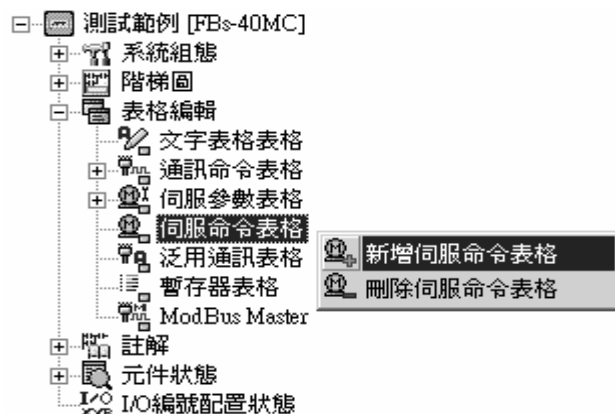 測試範例 [FBs-40MC]
系統組態
階梯圖
表格編輯
文字表格表格
通訊命令表格
伺服參數表格
伺服命令表格
新增伺服命令表格
泛用通訊表格
刪除伺服命令表格
暫存器表格
ModBus Master
註解
元件狀態
I/O編號配置狀態